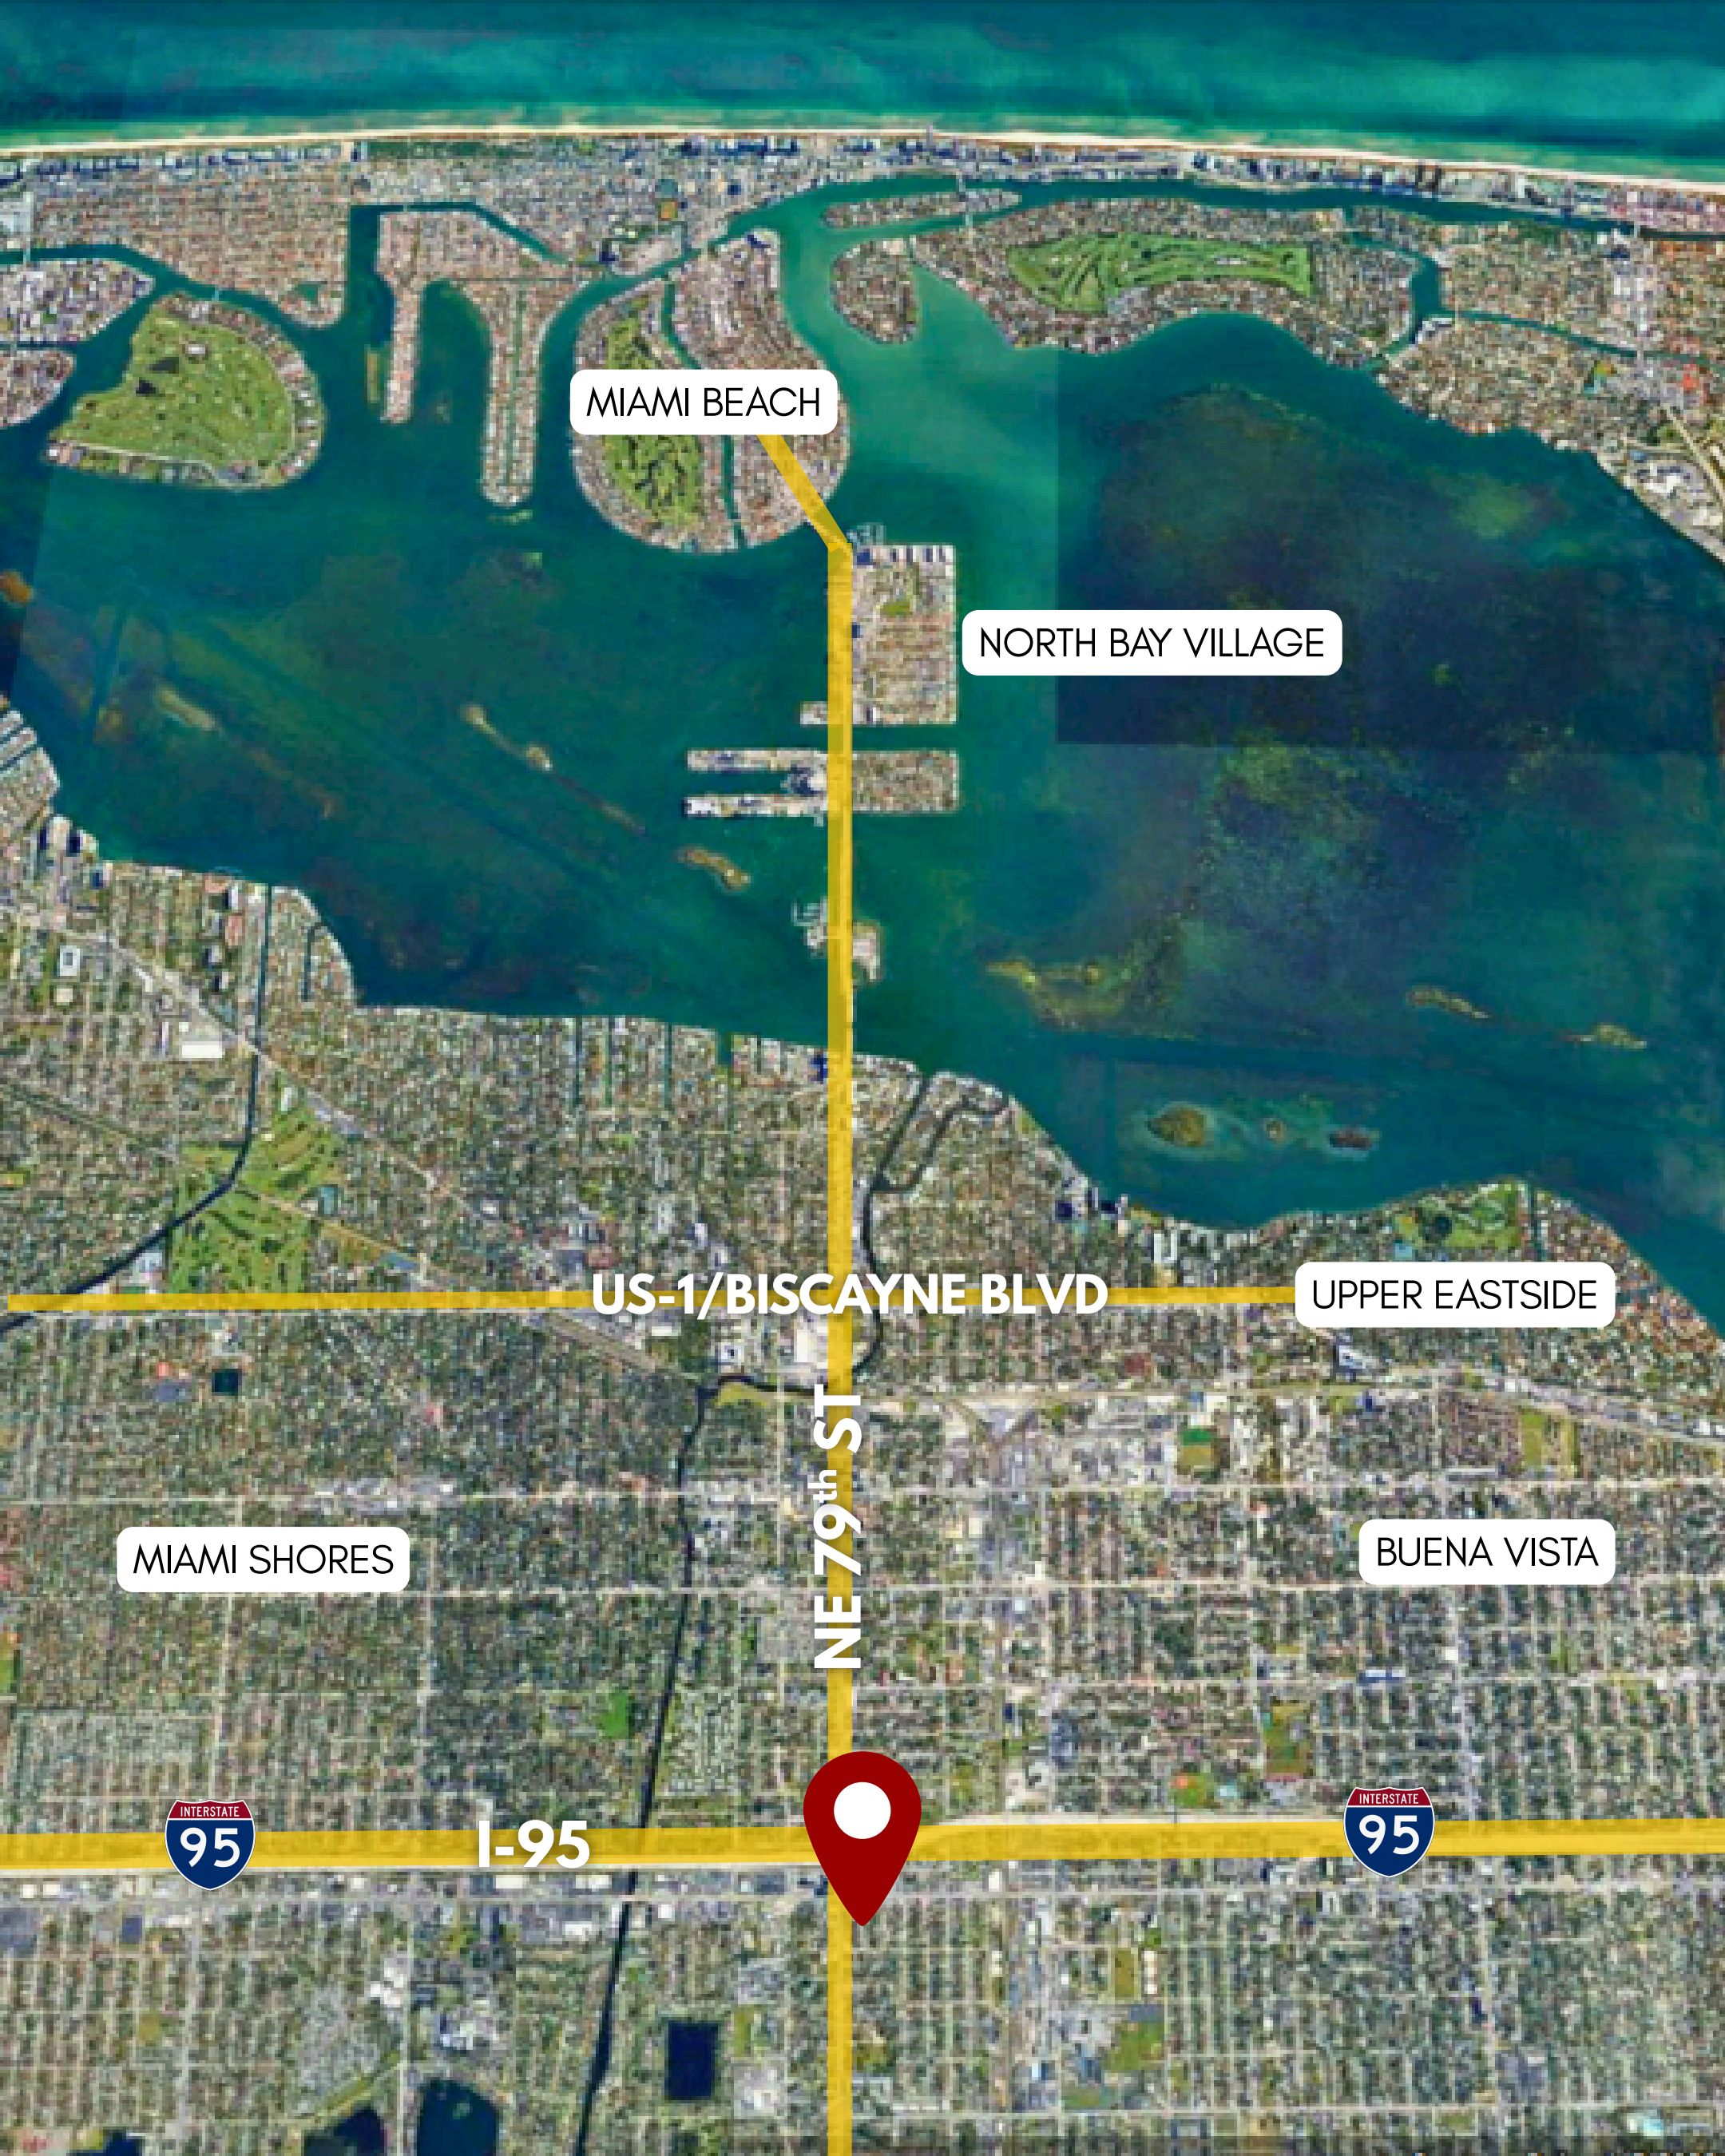 MIAMI BEACH
NORTH BAY VILLAGE
US-1/BISCAYNE BLVD
UPPER EASTSIDE
NE 79th ST
MIAMI SHORES
BUENA VISTA
INTERSTATE
95
I-95
INTERSTATE
95